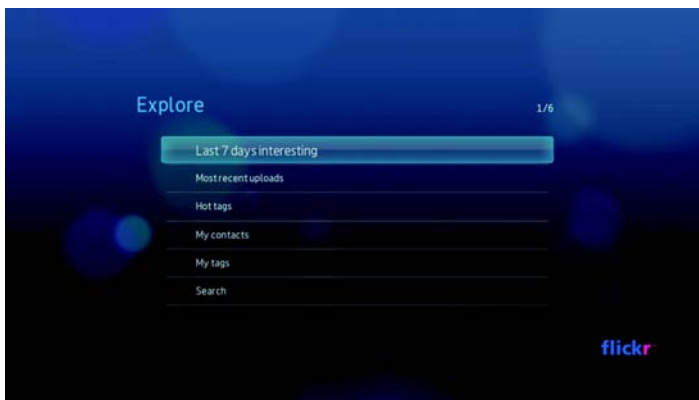 Explore
1/6
Last 7 days interesting
Most recent uploads
Hot tags
My contacts
My tags
Search
flickr